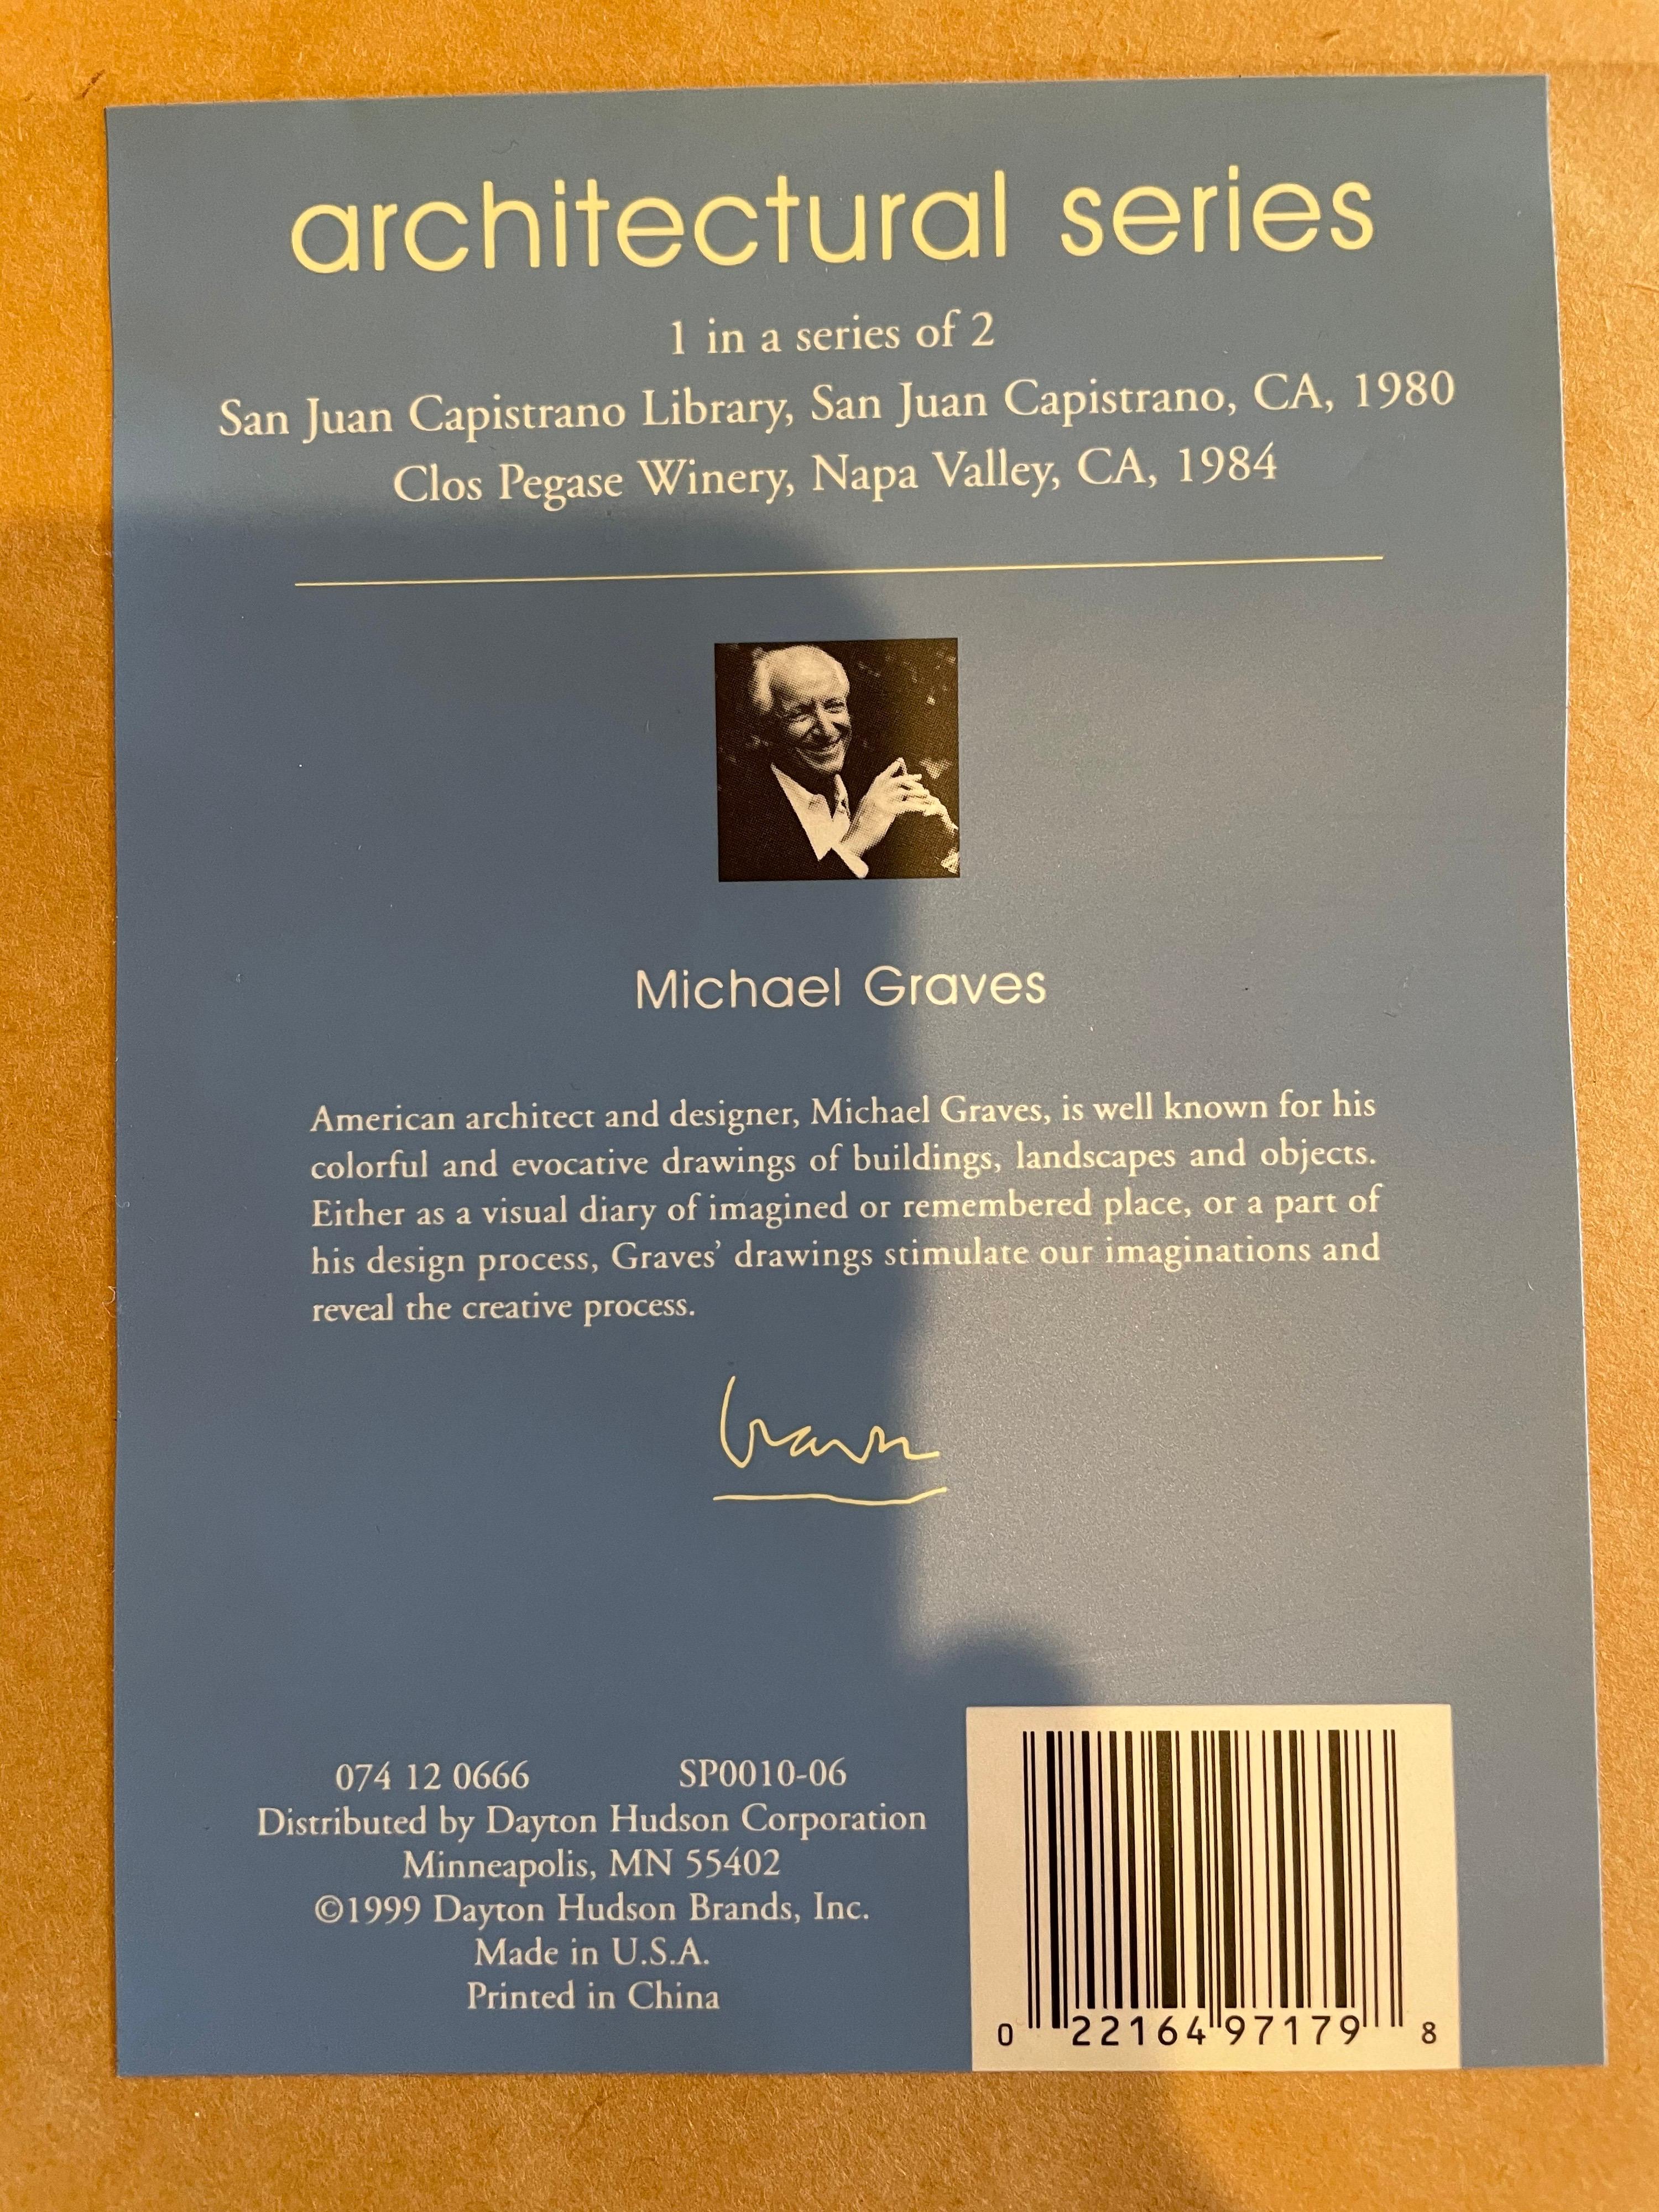 architectural series
1 in a series of 2
San Juan Capistrano Library, San Juan Capistrano, CA, 1980
Clos Pegase Winery, Napa Valley, CA, 1984
Michael Graves
American architect and designer, Michael Graves, is well known for his
colorful and evocative drawings of buildings, landscapes and objects.
Either as a visual diary of imagined or remembered place, or a part of
his design process, Graves’ drawings stimulate our imaginations and
reveal the creative process.
Graves
074 12 0666 SP0010-06
Distributed by Dayton Hudson Corporation
Minneapolis, MN 55402
©1999 Dayton Hudson Brands, Inc.
Made in U.S.A.
Printed in China
0 22164 97179 8